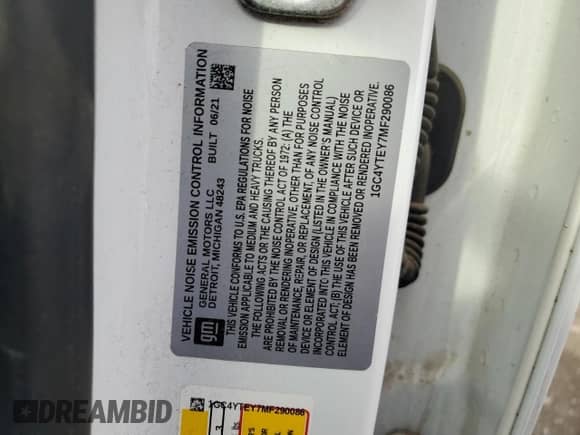 VEHICLE NOISE EMISSION CONTROL INFORMATION
GENERAL MOTORS LLC BUILT 06/21
DETROIT, MICHIGAN 48243
gm
THIS VEHICLE CONFORMS TO U.S. EPA REGULATIONS FOR NOISE
EMISSION APPLICABLE TO MEDIUM AND HEAVY TRUCKS.
THE FOLLOWING ACTS OR THE CAUSING THEREOF BY ANY PERSON
ARE PROHIBITED BY THE NOISE CONTROL ACT OF 1972: (A) THE
REMOVAL OR RENDERING INOPERATIVE, OTHER THAN FOR PURPOSES
OF MAINTENANCE, REPAIR, OR REPLACEMENT, OF ANY NOISE CONTROL
DEVICE OR ELEMENT OF DESIGN (LISTED IN THE OWNER'S MANUAL)
INCORPORATED INTO THIS VEHICLE IN COMPLIANCE WITH THE NOISE
CONTROL ACT; (B) THE USE OF THIS VEHICLE AFTER SUCH DEVICE OR
ELEMENT OF DESIGN HAS BEEN REMOVED OR RENDERED INOPERATIVE.
1GC4YTEY7MF290086
1GC4YTEY7MF290086
3
DREAMBID
dreambid.com